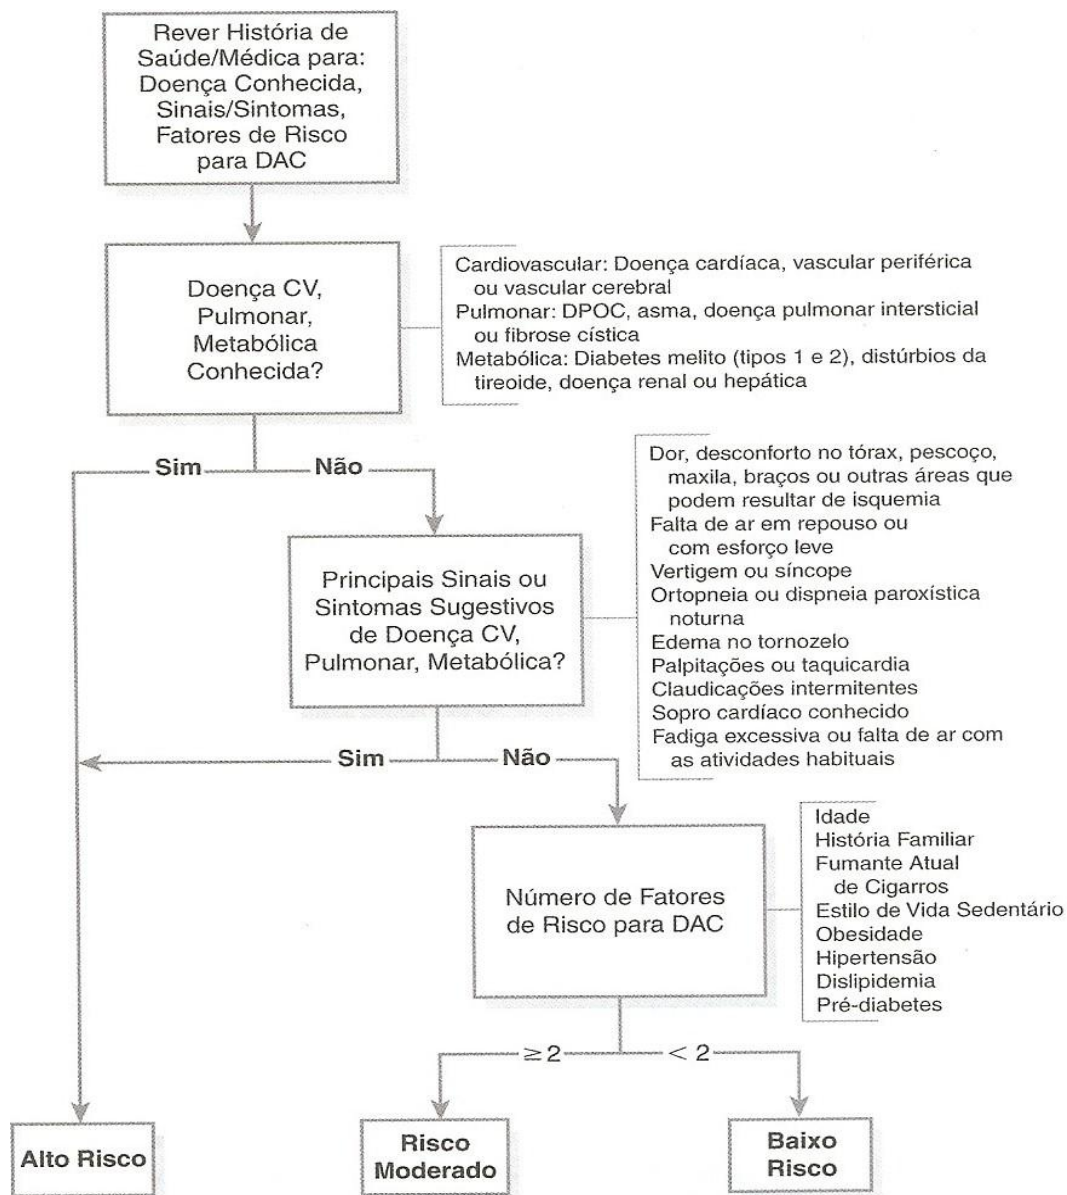 Rever História de
Saúde/Médica para:
Doença Conhecida,
Sinais/Sintomas,
Fatores de Risco
para DAC
Doença CV,
Pulmonar,
Metabólica
Conhecida?
Cardiovascular: Doença cardíaca, vascular periférica
ou vascular cerebral
Pulmonar: DPOC, asma, doença pulmonar intersticial
ou fibrose cística
Metabólica: Diabetes melito (tipos 1 e 2), distúrbios da
tireoide, doença renal ou hepática
Sim
Não
Principais Sinais ou
Sintomas Sugestivos
de Doença CV,
Pulmonar, Metabólica?
Dor, desconforto no tórax, pescoço,
maxila, braços ou outras áreas que
podem resultar de isquemia
Falta de ar em repouso ou
com esforço leve
Vertigem ou síncope
Ortopneia ou dispneia paroxística
noturna
Edema no tornozelo
Palpitações ou taquicardia
Claudicações intermitentes
Sopro cardíaco conhecido
Fadiga excessiva ou falta de ar com
as atividades habituais
Sim
Não
Número de Fatores
de Risco para DAC
Idade
História Familiar
Fumante Atual
de Cigarros
Estilo de Vida Sedentário
Obesidade
Hipertensão
Dislipidemia
Pré-diabetes
≥ 2
< 2
Alto Risco
Risco
Moderado
Baixo
Risco